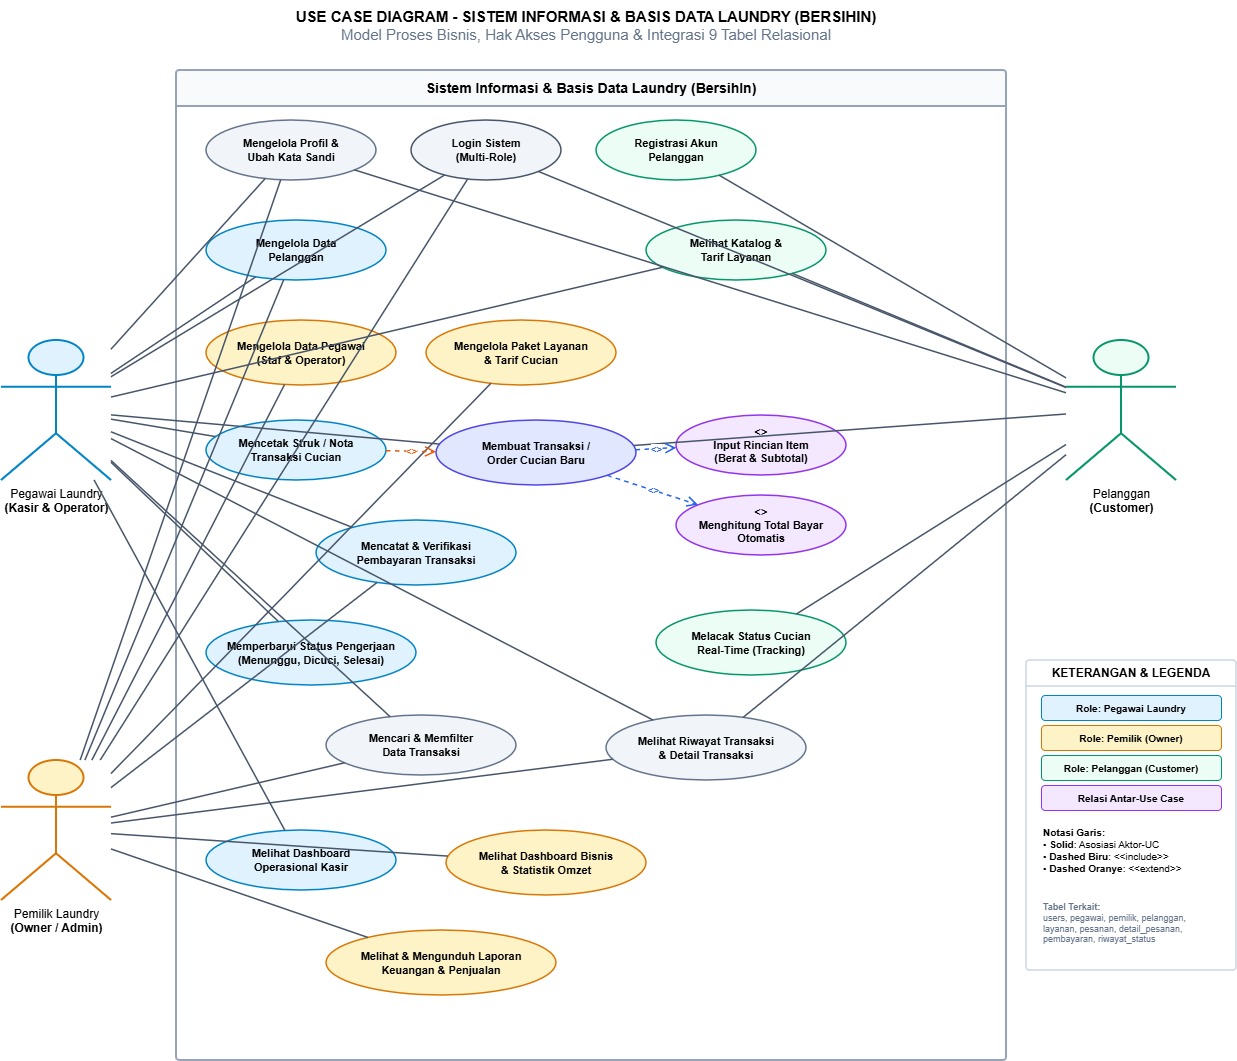 USE CASE DIAGRAM - SISTEM INFORMASI & BASIS DATA LAUNDRY (BERSIHIN)
Model Proses Bisnis, Hak Akses Pengguna & Integrasi 9 Tabel Relasional
Sistem Informasi & Basis Data Laundry (BersihIn)
Mengelola Profil &
Ubah Kata Sandi
Login Sistem
(Multi-Role)
Registrasi Akun
Pelanggan
Mengelola Data
Pelanggan
Melihat Katalog &
Tarif Layanan
Mengelola Data Pegawai
(Staf & Operator)
Mengelola Paket Layanan
& Tarif Cucian
Mencetak Struk / Nota
Transaksi Cucian
<>
Membuat Transaksi /
Order Cucian Baru
<>
<>
Input Rincian Item
(Berat & Subtotal)
<>
<>
Menghitung Total Bayar
Otomatis
Pegawai Laundry
(Kasir & Operator)
Pelanggan
(Customer)
Mencatat & Verifikasi
Pembayaran Transaksi
Memperbarui Status Pengerjaan
(Menunggu, Dicuci, Selesai)
Melacak Status Cucian
Real-Time (Tracking)
Mencari & Memfilter
Data Transaksi
Melihat Riwayat Transaksi
& Detail Transaksi
Melihat Dashboard
Operasional Kasir
Melihat Dashboard Bisnis
& Statistik Omzet
Pemilik Laundry
(Owner / Admin)
Melihat & Mengunduh Laporan
Keuangan & Penjualan
KETERANGAN & LEGENDA
Role: Pegawai Laundry
Role: Pemilik (Owner)
Role: Pelanggan (Customer)
Relasi Antar-Use Case
Notasi Garis:
• Solid: Asosiasi Aktor-UC
• Dashed Biru: <<include>>
• Dashed Oranye: <<extend>>
Tabel Terkait:
users, pegawai, pemilik, pelanggan,
layanan, pesanan, detail_pesanan,
pembayaran, riwayat_status